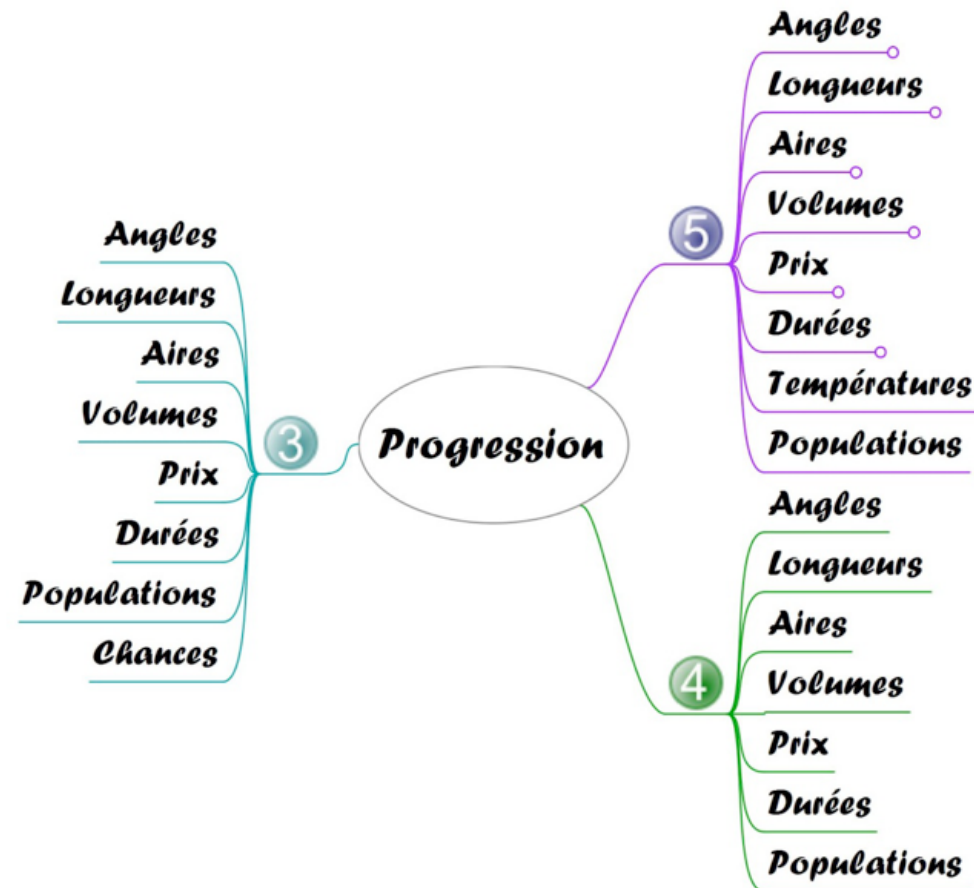 Progression
5
Angles
Longueurs
Aires
Volumes
Prix
Durées
Températures
Populations
4
Angles
Longueurs
Aires
Volumes
Prix
Durées
Populations
3
Angles
Longueurs
Aires
Volumes
Prix
Durées
Populations
Chances